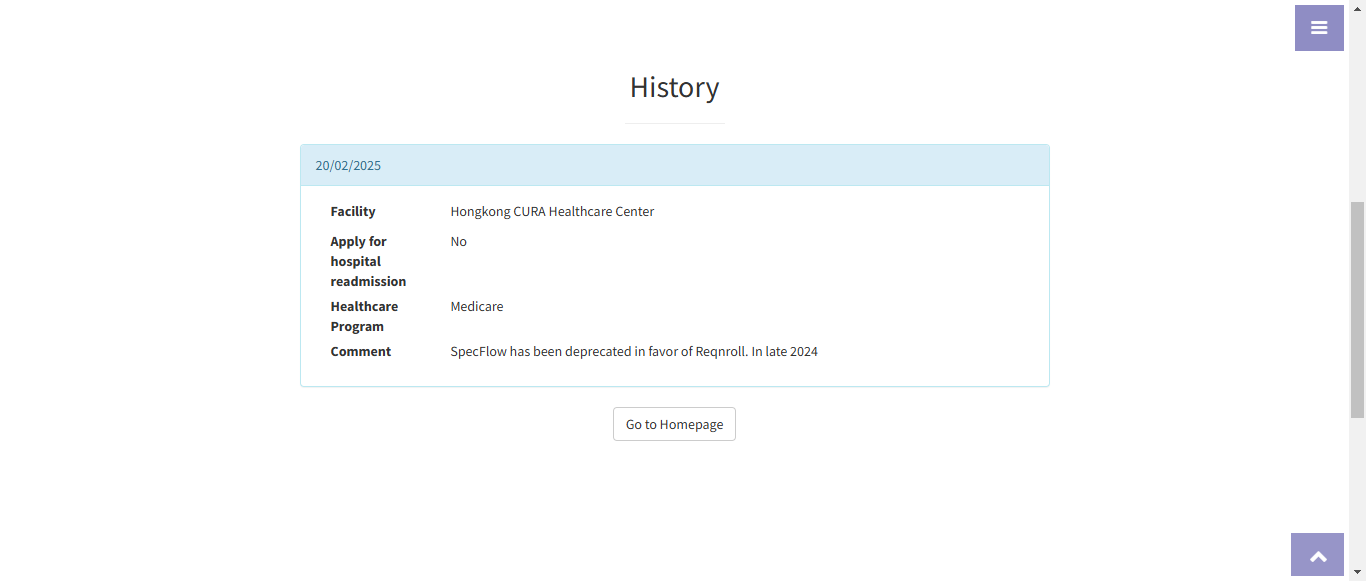 History
20/02/2025
Facility Hongkong CURA Healthcare Center
Apply for No
hospital
readmission
Healthcare Medicare
Program
Comment SpecFlow has been deprecated in favor of Reqnroll. In late 2024
Go to Homepage